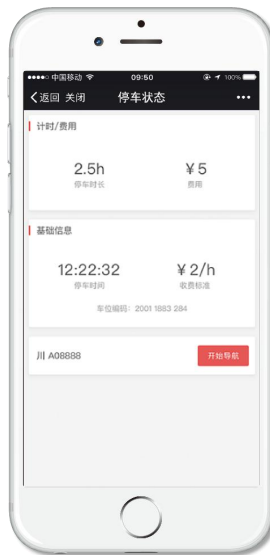 中国移动 09:50 100%
返回 关闭 停车状态
计时/费用
2.5h ¥5
停车时长 费用
基础信息
12:22:32 ¥2/h
停车时间 收费标准
车位编码: 2001 1883 284
川 A08888 开始导航